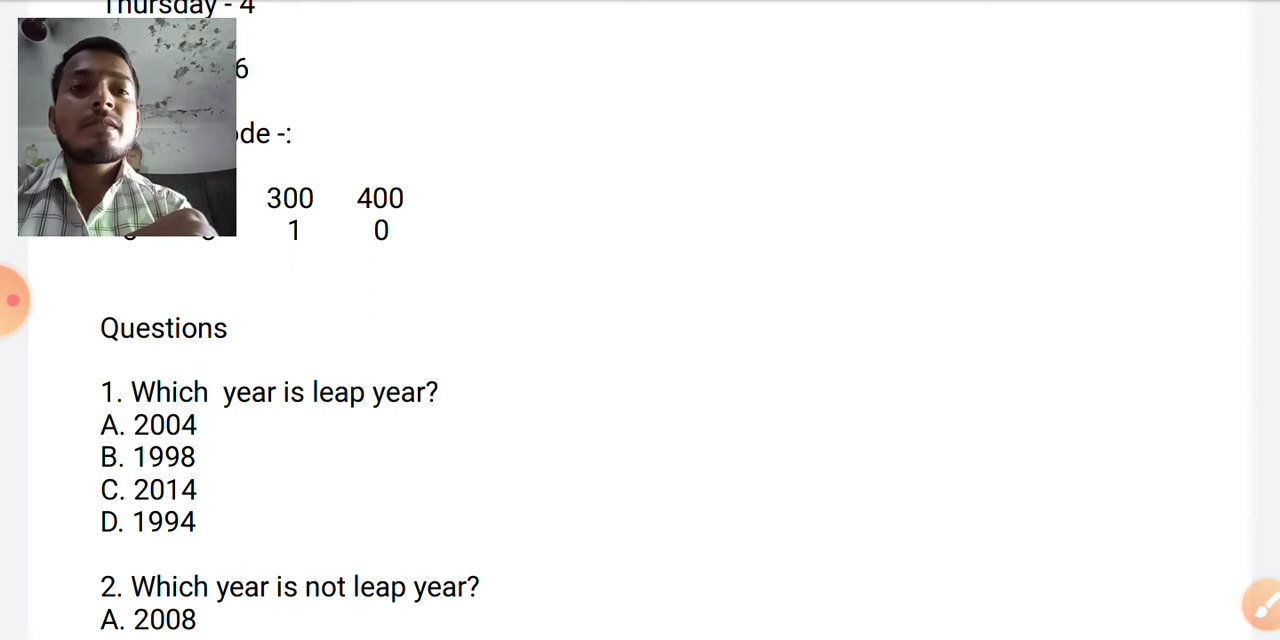 Thursday - 4
6
ode -:
300 400
1 0
Questions
1. Which year is leap year?
A. 2004
B. 1998
C. 2014
D. 1994
2. Which year is not leap year?
A. 2008